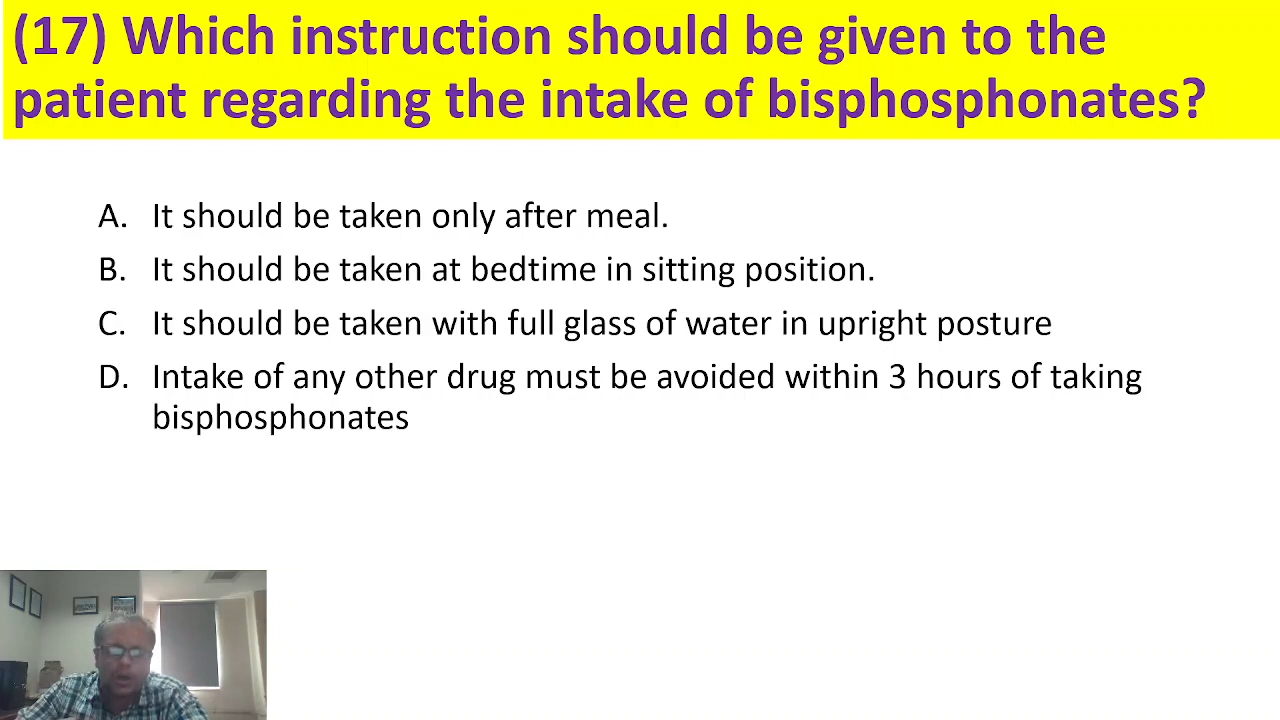 (17) Which instruction should be given to the
patient regarding the intake of bisphosphonates?
A. It should be taken only after meal.
B. It should be taken at bedtime in sitting position.
C. It should be taken with full glass of water in upright posture
D. Intake of any other drug must be avoided within 3 hours of taking
bisphosphonates